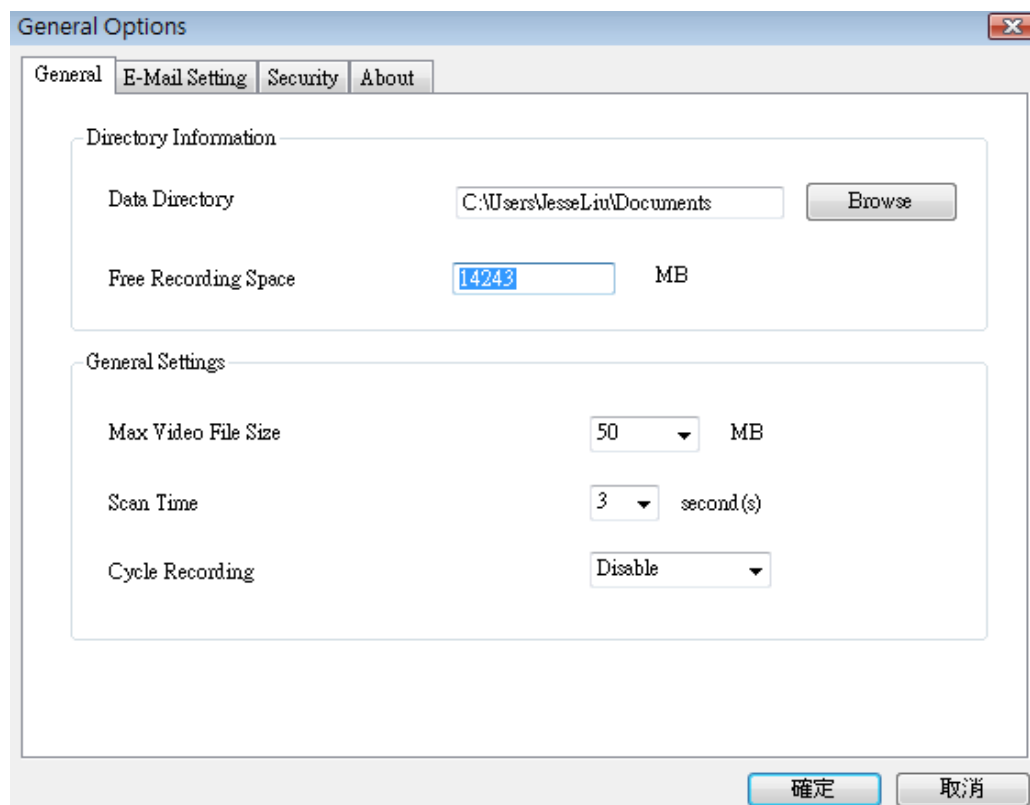 General Options
General E-Mail Setting Security About
Directory Information
Data Directory C:\Users\JesseLiu\Documents Browse
Free Recording Space 14243 MB
General Settings
Max Video File Size 50 MB
Scan Time 3 second(s)
Cycle Recording Disable
確定 取消